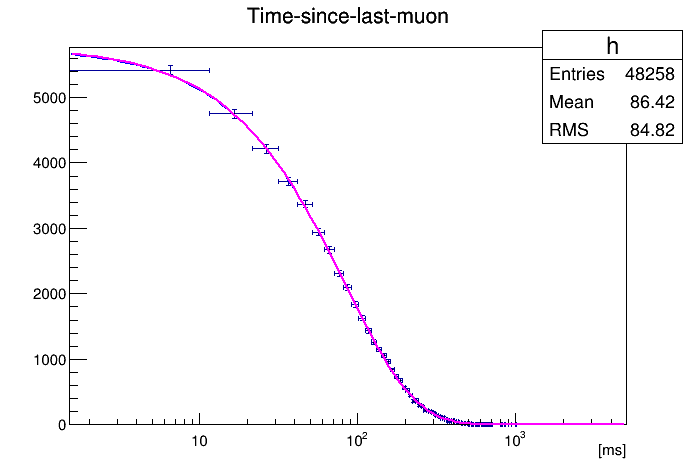 Time-since-last-muon
h
Entries 48258
Mean 86.42
RMS 84.82
5000
4000
3000
2000
1000
0
10
10²
10³
[ms]